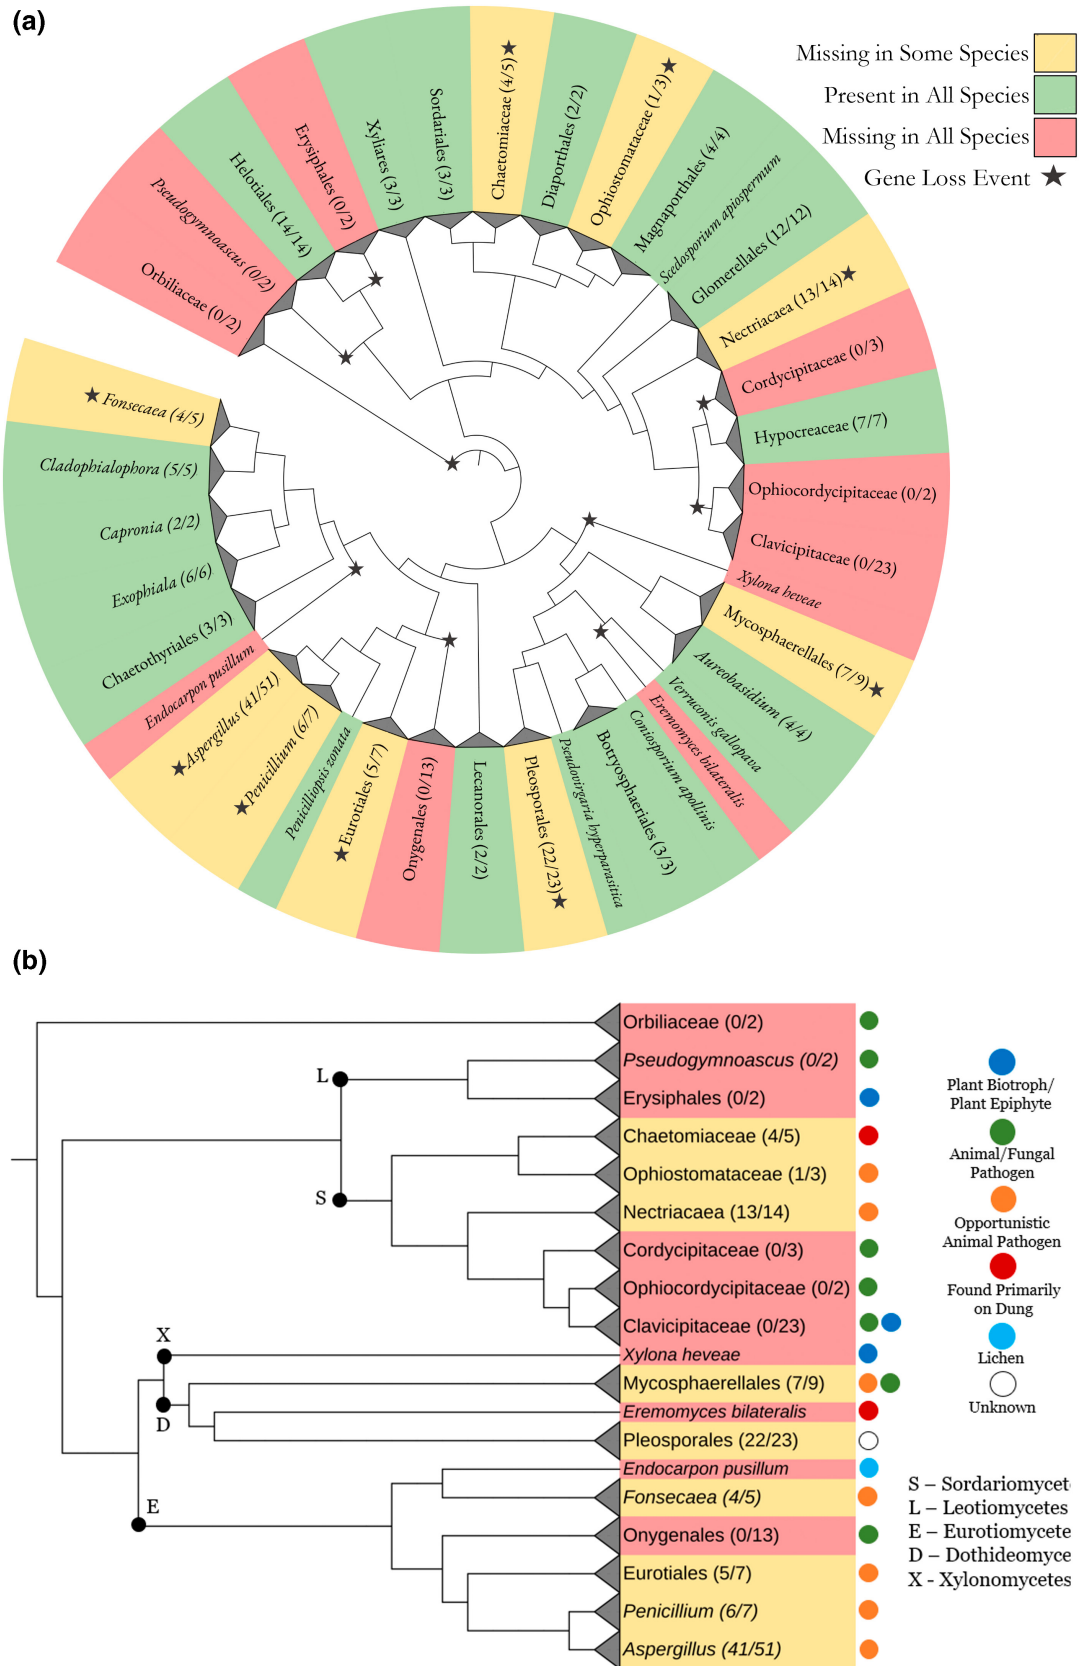 (a)
Missing in Some Species
Present in All Species
Missing in All Species
Gene Loss Event
Orbiliaceae (0/2)
Pseudogymnoascus (0/2)
Helotiales (14/14)
Erysiphales (0/2)
Xyliares (3/3)
Sordariales (3/3)
Chaetomiaceae (4/5)
Diaporthales (2/2)
Ophiostomataceae (1/3)
Magnaporthales (4/4)
Scedosporium apiospermum
Glomerellales (12/12)
Nectriacaea (13/14)
Cordycipitaceae (0/3)
Hypocreaceae (7/7)
Ophiocordycipitaceae (0/2)
Clavicipitaceae (0/23)
Xylona heveae
Mycosphaerellales (7/9)
Aureobasidium (4/4)
Verruconis gallopava
Eremomyces bilateralis
Coniosporium apollinis
Botryosphaeriales (3/3)
Pseudovirgaria hyperparasitica
Pleosporales (22/23)
Lecanorales (2/2)
Onygenales (0/13)
Eurotiales (5/7)
Penicilliopsis zonata
Penicillium (6/7)
Aspergillus (41/51)
Endocarpon pusillum
Chaetothyriales (3/3)
Exophiala (6/6)
Capronia (2/2)
Cladophialophora (5/5)
Fonsecaea (4/5)
(b)
Orbiliaceae (0/2)
Pseudogymnoascus (0/2)
L
Erysiphales (0/2)
Chaetomiaceae (4/5)
Ophiostomataceae (1/3)
S
Nectriacaea (13/14)
Cordycipitaceae (0/3)
Ophiocordycipitaceae (0/2)
Clavicipitaceae (0/23)
X
Xylona heveae
Mycosphaerellales (7/9)
D
Eremomyces bilateralis
Pleosporales (22/23)
Endocarpon pusillum
Fonsecaea (4/5)
E
Onygenales (0/13)
Eurotiales (5/7)
Penicillium (6/7)
Aspergillus (41/51)
Plant Biotroph/
Plant Epiphyte
Animal/Fungal
Pathogen
Opportunistic
Animal Pathogen
Found Primarily
on Dung
Lichen
Unknown
S – Sordariomycet
L – Leotiomycetes
E – Eurotiomycete
D – Dothideomyce
X - Xylonomycetes